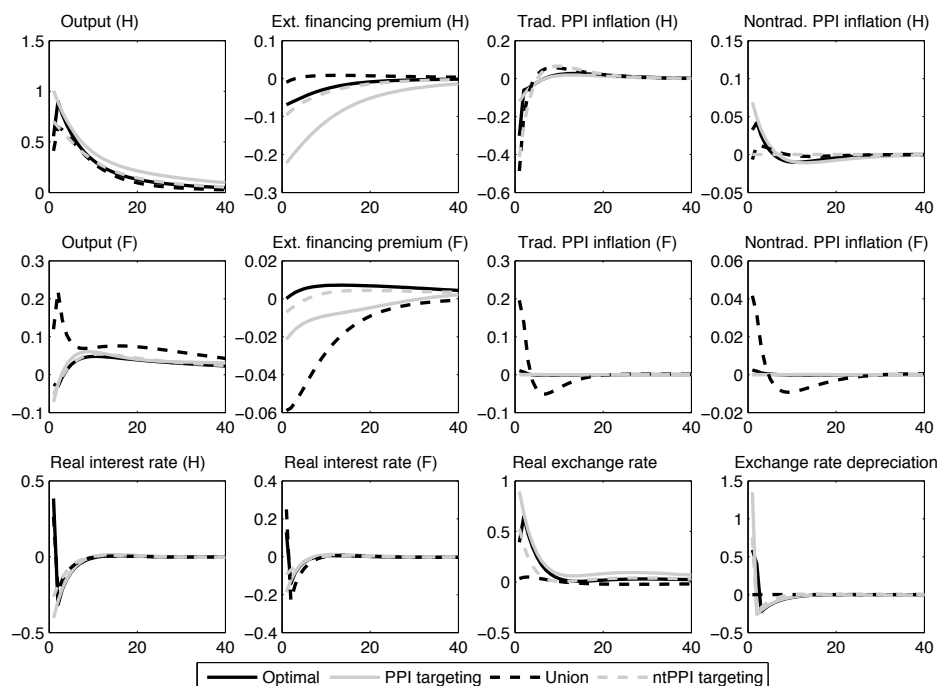 Output (H)
Ext. financing premium (H)
Trad. PPI inflation (H)
Nontrad. PPI inflation (H)
1.5
1
0.5
0
0 20 40
0.1
0
−0.1
−0.2
−0.3
0 20 40
0.2
0
−0.2
−0.4
−0.6
0 20 40
0.15
0.1
0.05
0
−0.05
0 20 40
Output (F)
Ext. financing premium (F)
Trad. PPI inflation (F)
Nontrad. PPI inflation (F)
0.3
0.2
0.1
0
−0.1
0 20 40
0.02
0
−0.02
−0.04
−0.06
0 20 40
0.3
0.2
0.1
0
−0.1
0 20 40
0.06
0.04
0.02
0
−0.02
0 20 40
Real interest rate (H)
Real interest rate (F)
Real exchange rate
Exchange rate depreciation
0.5
0
−0.5
0 20 40
0.4
0.2
0
−0.2
−0.4
0 20 40
1
0.5
0
−0.5
0 20 40
1.5
1
0.5
0
−0.5
0 20 40
Optimal PPI targeting Union ntPPI targeting